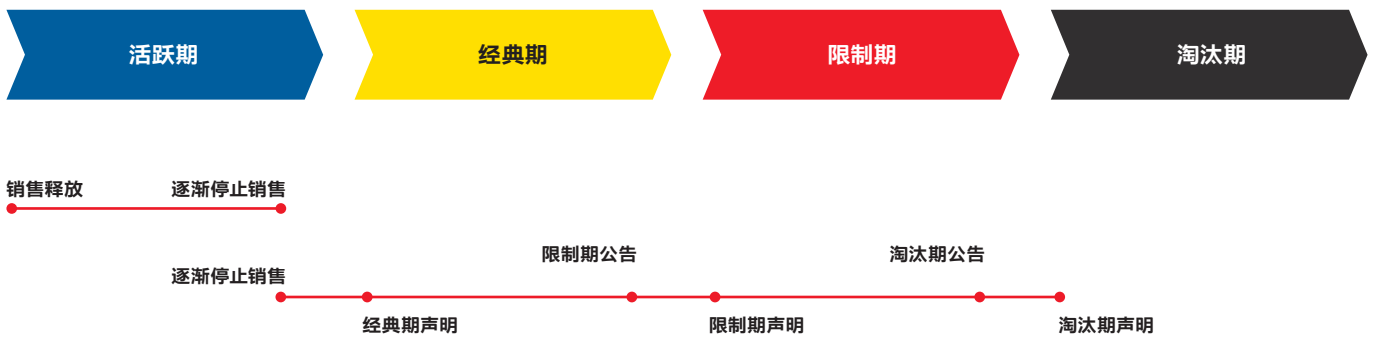 活跃期 经典期 限制期 淘汰期
销售释放 逐渐停止销售
限制期公告 淘汰期公告
逐渐停止销售
经典期声明 限制期声明 淘汰期声明